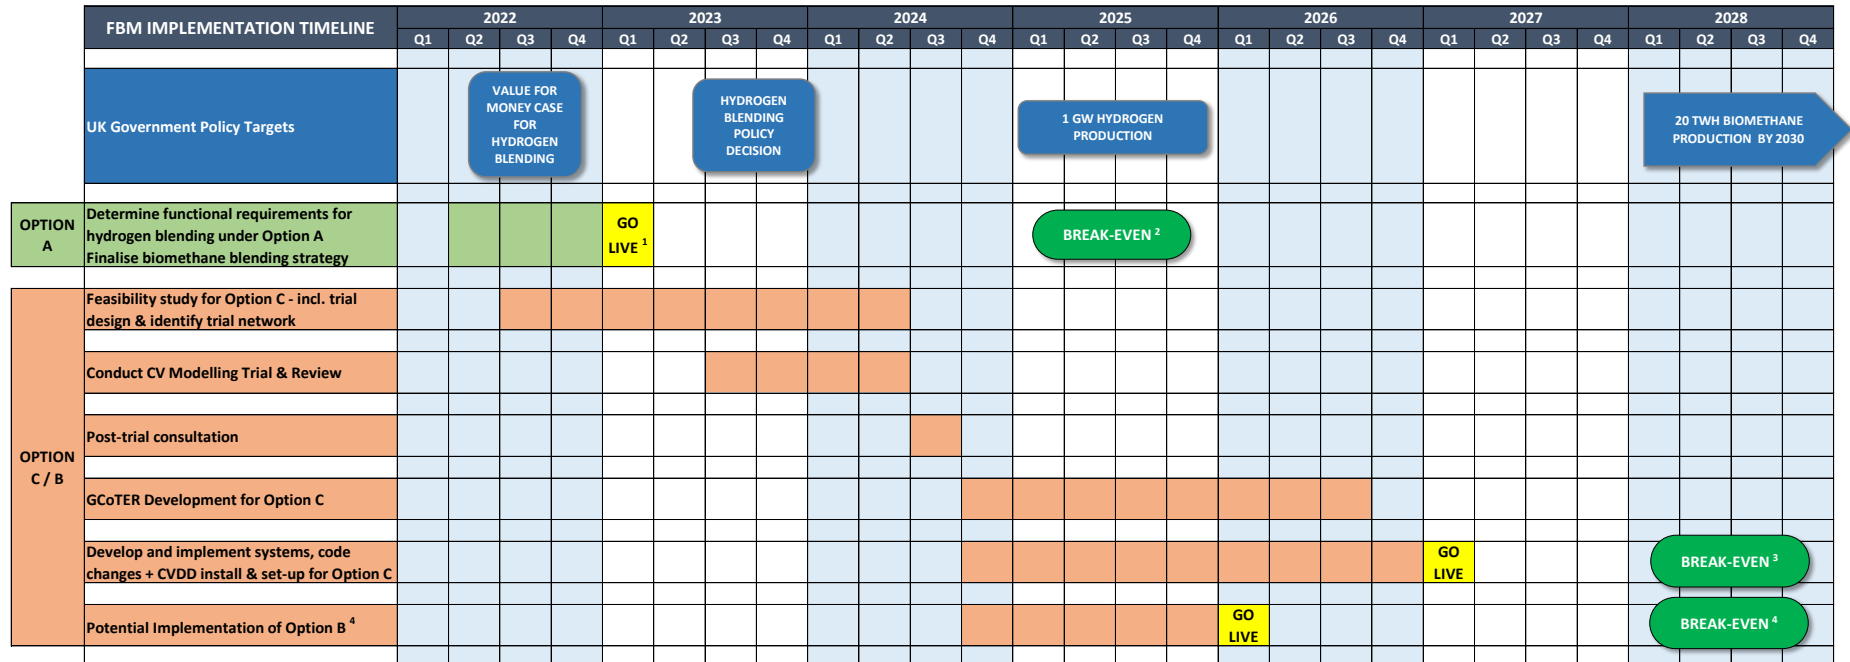 FBM IMPLEMENTATION TIMELINE
2022 2023 2024 2025 2026 2027 2028
Q1 Q2 Q3 Q4 Q1 Q2 Q3 Q4 Q1 Q2 Q3 Q4 Q1 Q2 Q3 Q4 Q1 Q2 Q3 Q4 Q1 Q2 Q3 Q4 Q1 Q2 Q3 Q4
UK Government Policy Targets
VALUE FOR
MONEY CASE
FOR
HYDROGEN
BLENDING
HYDROGEN
BLENDING
POLICY
DECISION
1 GW HYDROGEN
PRODUCTION
20 TWH BIOMETHANE
PRODUCTION BY 2030
OPTION
A
Determine functional requirements for
hydrogen blending under Option A
Finalise biomethane blending strategy
GO
LIVE 1
BREAK-EVEN 2
OPTION
C / B
Feasibility study for Option C - incl. trial
design & identify trial network
Conduct CV Modelling Trial & Review
Post-trial consultation
GCoTER Development for Option C
Develop and implement systems, code
changes + CVDD install & set-up for Option C
GO
LIVE
BREAK-EVEN 3
Potential Implementation of Option B 4
GO
LIVE
BREAK-EVEN 4